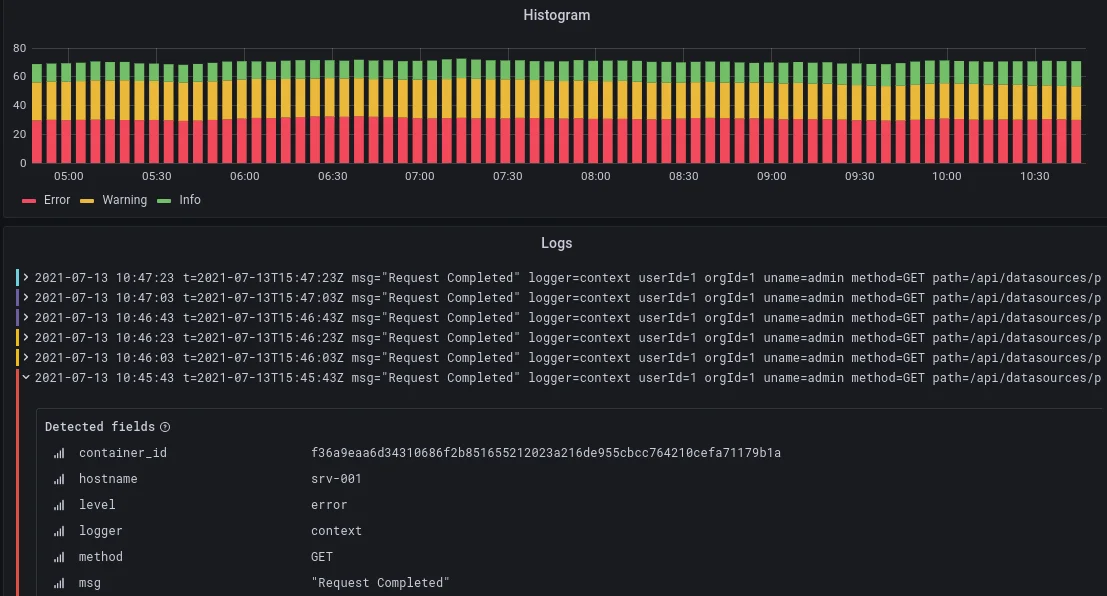 Histogram
80
60
40
20
0
05:00 05:30 06:00 06:30 07:00 07:30 08:00 08:30 09:00 09:30 10:00 10:30
Error Warning Info
Logs
2021-07-13 10:47:23 t=2021-07-13T15:47:23Z msg="Request Completed" logger=context userId=1 orgId=1 uname=admin method=GET path=/api/datasources/p
2021-07-13 10:47:03 t=2021-07-13T15:47:03Z msg="Request Completed" logger=context userId=1 orgId=1 uname=admin method=GET path=/api/datasources/p
2021-07-13 10:46:43 t=2021-07-13T15:46:43Z msg="Request Completed" logger=context userId=1 orgId=1 uname=admin method=GET path=/api/datasources/p
2021-07-13 10:46:23 t=2021-07-13T15:46:23Z msg="Request Completed" logger=context userId=1 orgId=1 uname=admin method=GET path=/api/datasources/p
2021-07-13 10:46:03 t=2021-07-13T15:46:03Z msg="Request Completed" logger=context userId=1 orgId=1 uname=admin method=GET path=/api/datasources/p
2021-07-13 10:45:43 t=2021-07-13T15:45:43Z msg="Request Completed" logger=context userId=1 orgId=1 uname=admin method=GET path=/api/datasources/p
Detected fields
container_id f36a9eaa6d34310686f2b851655212023a216de955cbcc764210cefa71179b1a
hostname srv-001
level error
logger context
method GET
msg "Request Completed"